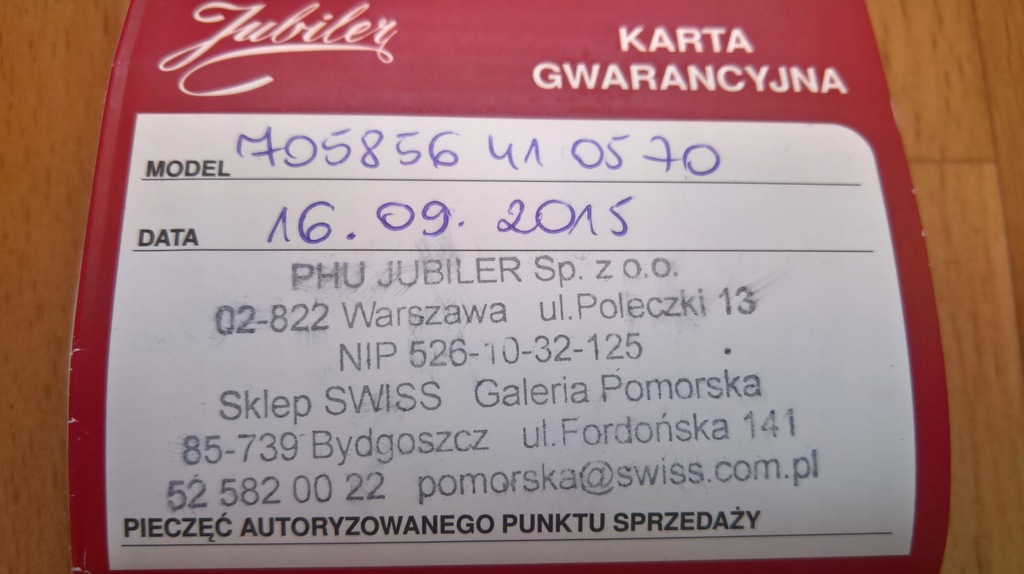 Jubiler
KARTA
GWARANCYJNA
MODEL 705856 41 05 70
DATA 16.09.2015
PHU JUBILER Sp. z o.o.
02-822 Warszawa ul.Poleczki 13
NIP 526-10-32-125
Sklep SWISS Galeria Pomorska
85-739 Bydgoszcz ul.Fordońska 141
52 582 00 22 pomorska@swiss.com.pl
PIECZĘĆ AUTORYZOWANEGO PUNKTU SPRZEDAŻY